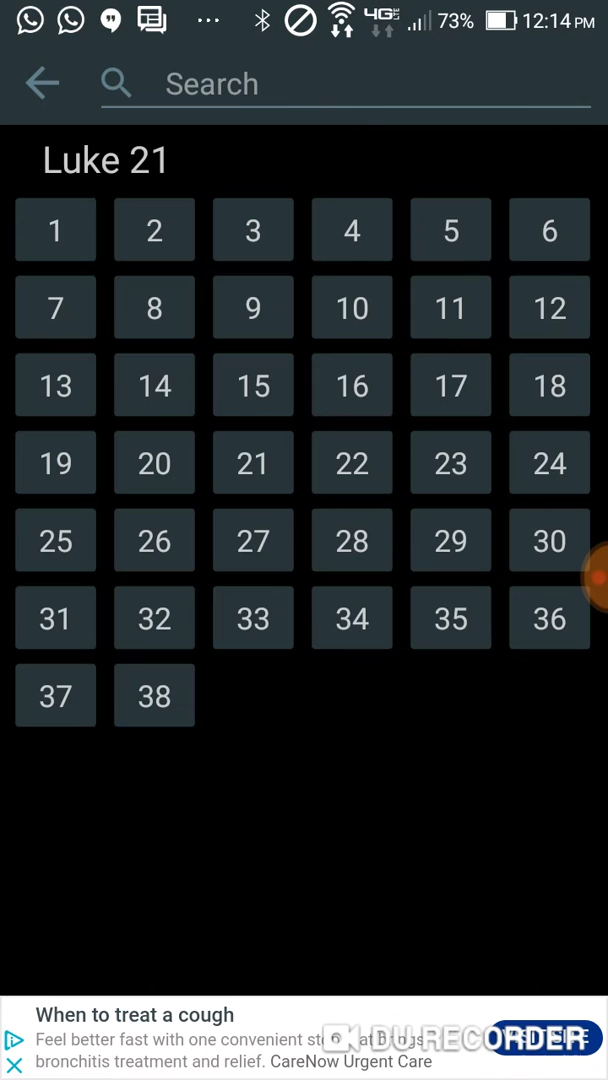 4G LTE 73% 12:14 PM
Search
Luke 21
1 2 3 4 5 6
7 8 9 10 11 12
13 14 15 16 17 18
19 20 21 22 23 24
25 26 27 28 29 30
31 32 33 34 35 36
37 38
When to treat a cough
Feel better fast with one convenient
bronchitis treatment and relief. CareNow Urgent Care
DU RECORDER